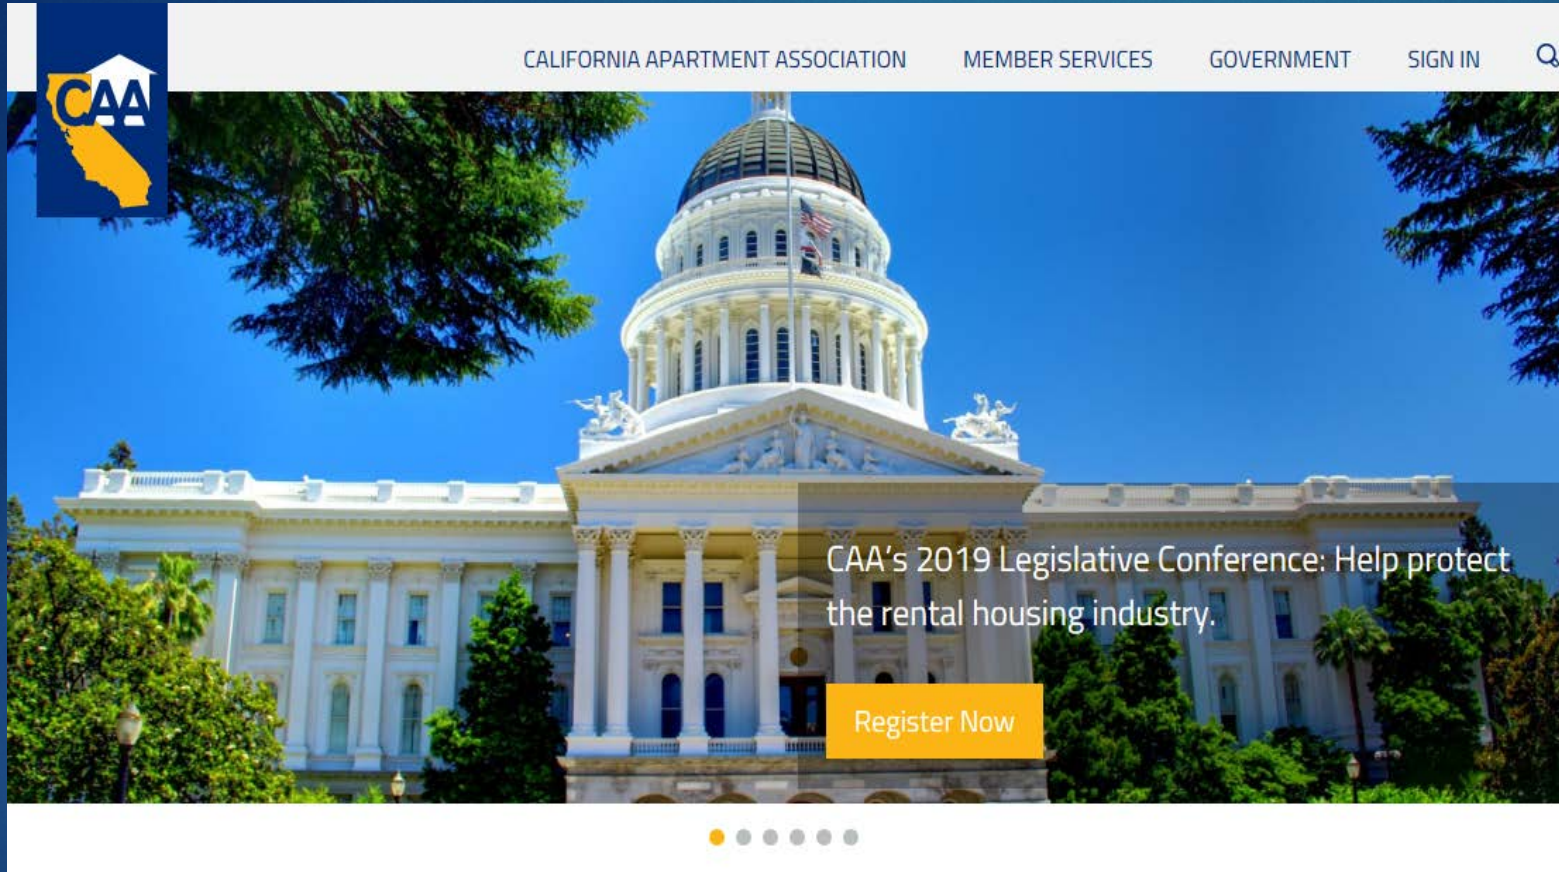 CAA
CALIFORNIA APARTMENT ASSOCIATION
MEMBER SERVICES
GOVERNMENT
SIGN IN
CAA's 2019 Legislative Conference: Help protect
the rental housing industry.
Register Now